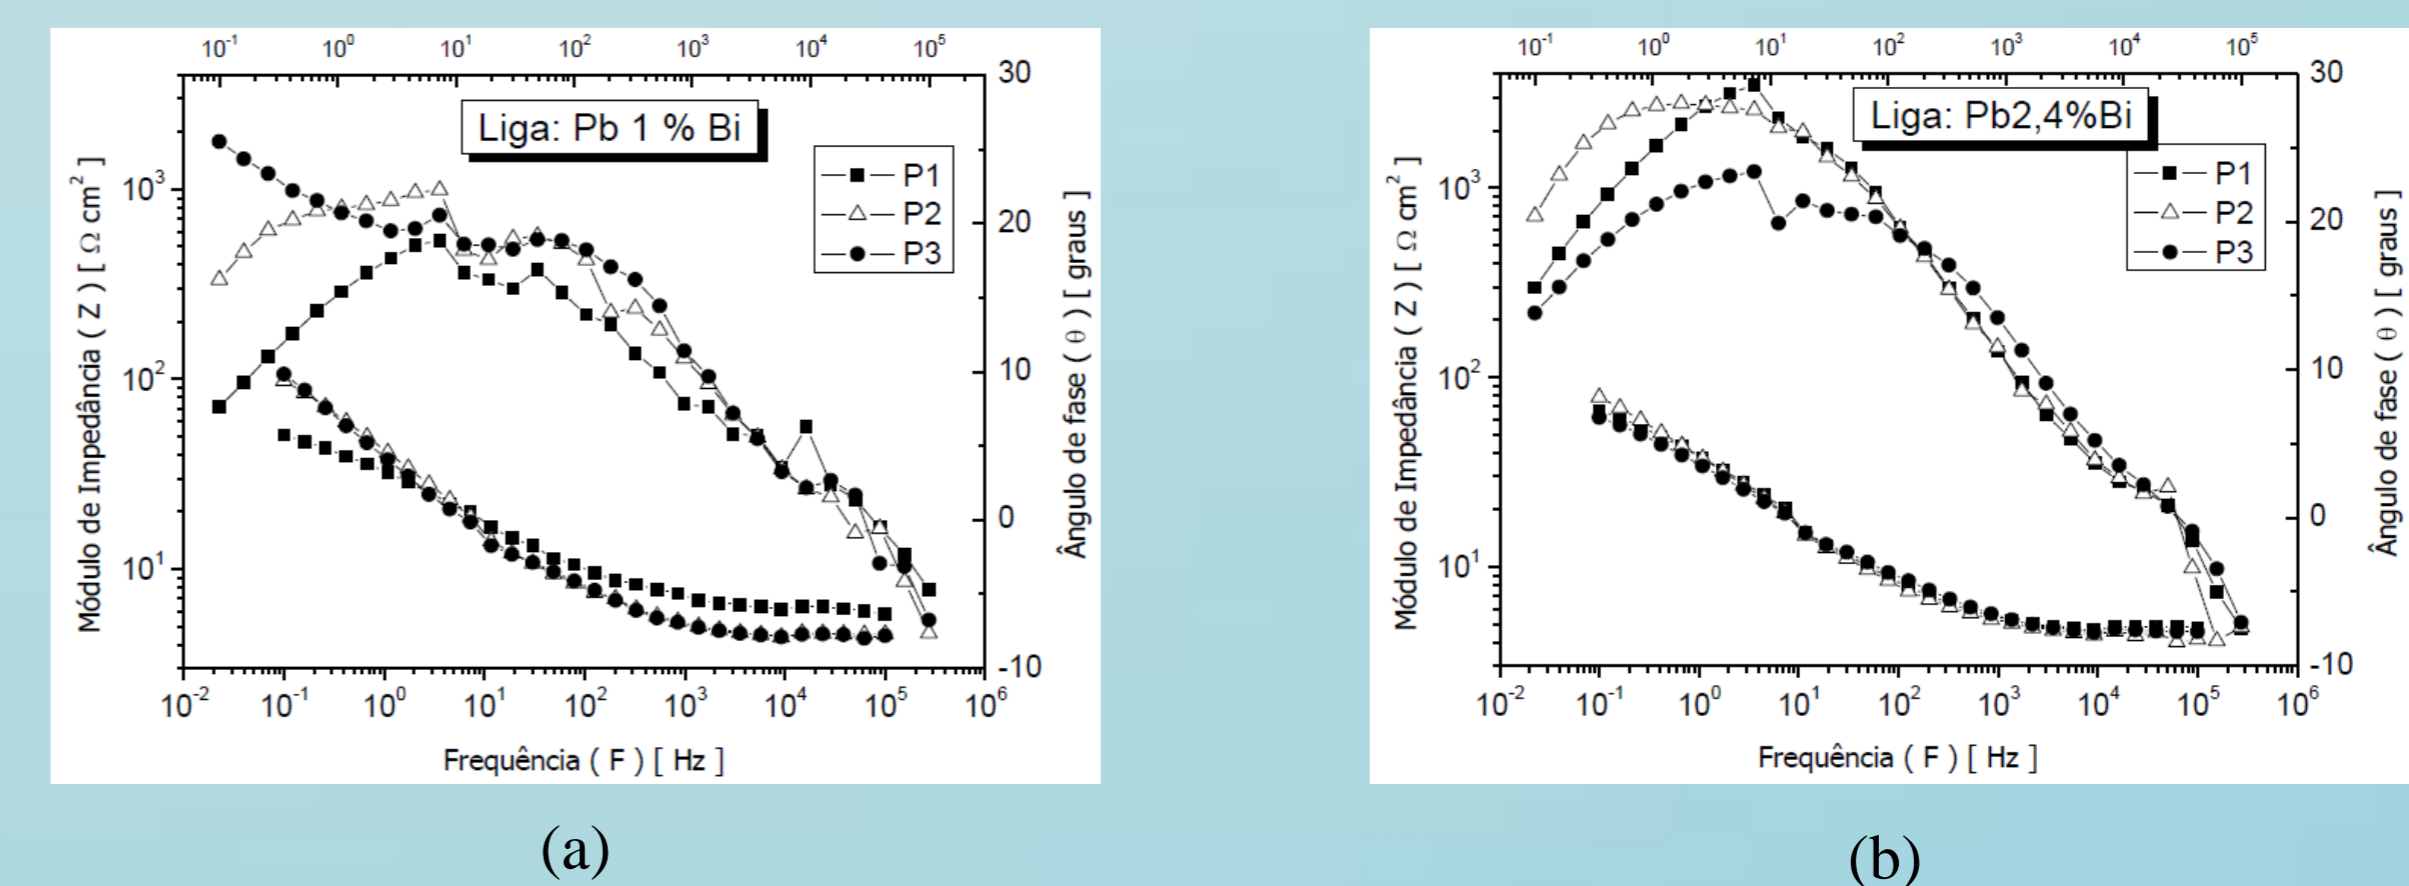 10⁻¹ 10⁰ 10¹ 10² 10³ 10⁴ 10⁵
Liga: Pb 1 % Bi
P1
P2
P3
Módulo de Impedância ( Z ) [ Ω cm² ]
10³
10²
10¹
30
20
10
0
-10
Ângulo de fase ( θ ) [ graus ]
10⁻² 10⁻¹ 10⁰ 10¹ 10² 10³ 10⁴ 10⁵ 10⁶
Frequência ( F ) [ Hz ]
(a)
10⁻¹ 10⁰ 10¹ 10² 10³ 10⁴ 10⁵
Liga: Pb2,4%Bi
P1
P2
P3
Módulo de Impedância ( Z ) [ Ω cm² ]
10³
10²
10¹
30
20
10
0
-10
Ângulo de fase ( θ ) [ graus ]
10⁻² 10⁻¹ 10⁰ 10¹ 10² 10³ 10⁴ 10⁵ 10⁶
Frequência ( F ) [ Hz ]
(b)